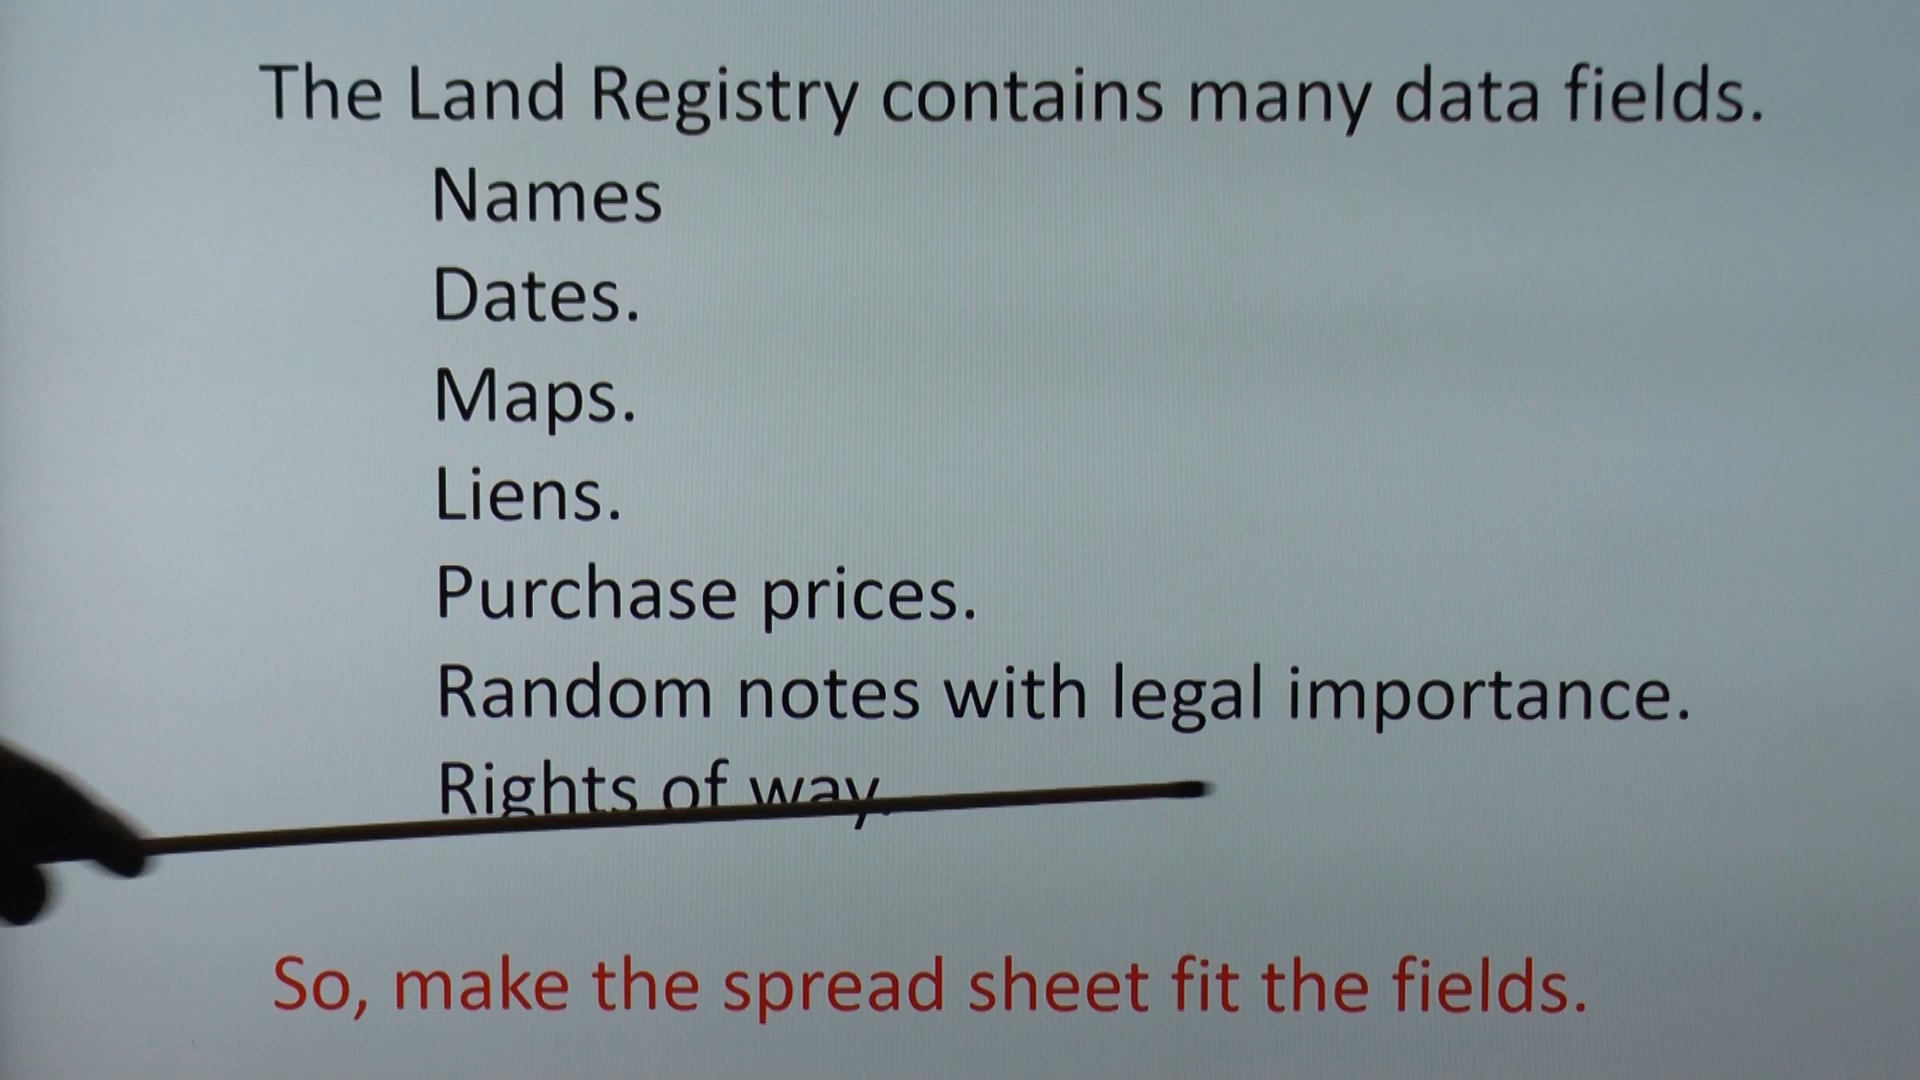 The Land Registry contains many data fields.
Names
Dates.
Maps.
Liens.
Purchase prices.
Random notes with legal importance.
Rights of way.
So, make the spread sheet fit the fields.